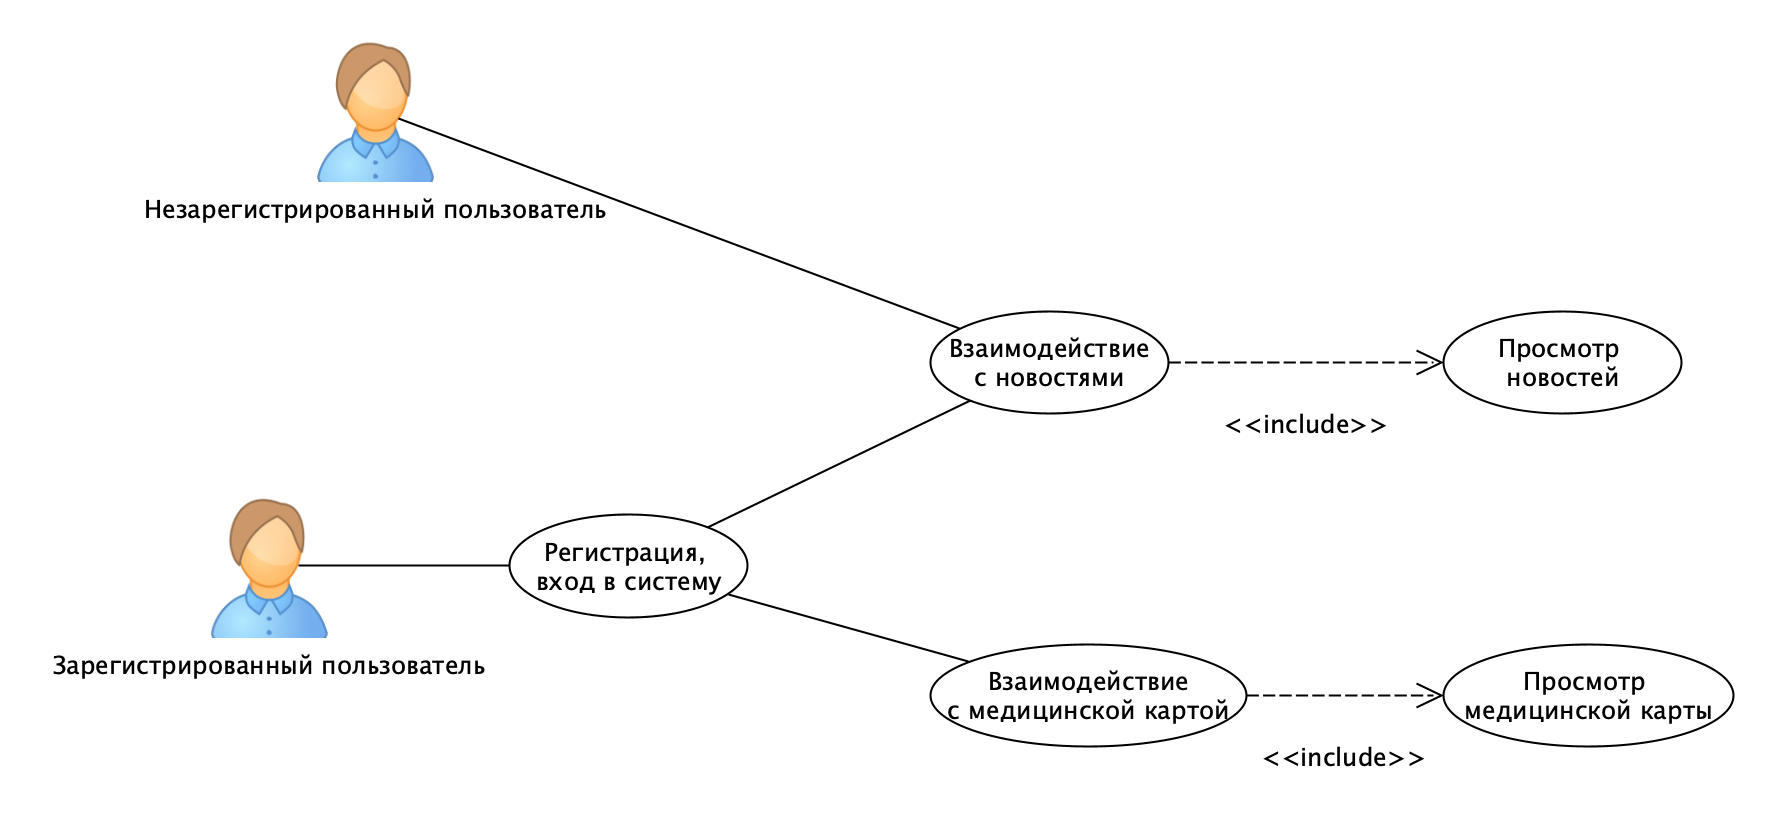 Незарегистрированный пользователь
Взаимодействие
с новостями
Просмотр
новостей
<<include>>
Регистрация,
вход в систему
Зарегистрированный пользователь
Взаимодействие
с медицинской картой
Просмотр
медицинской карты
<<include>>